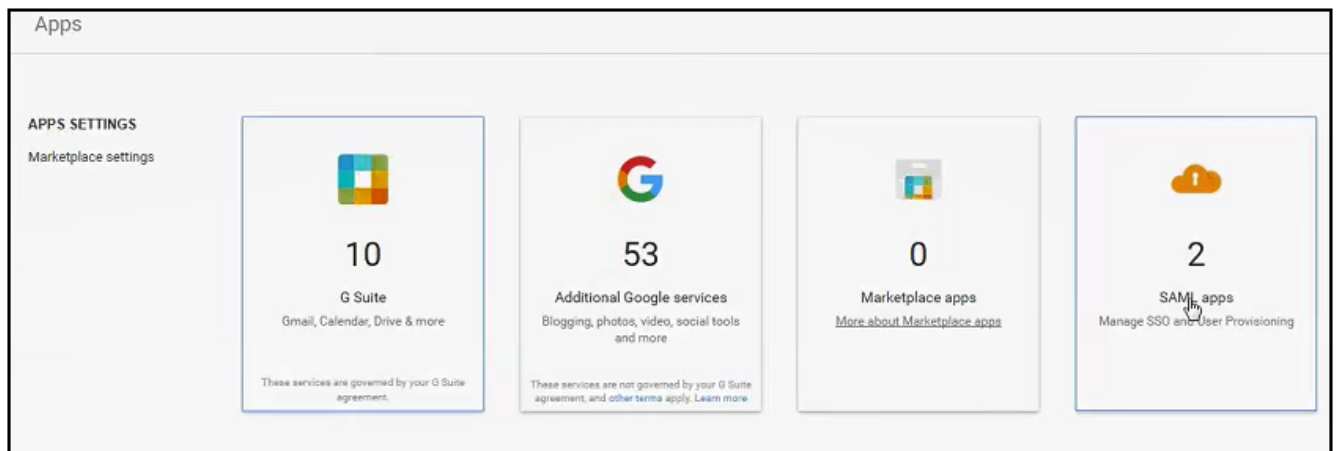 Apps
APPS SETTINGS
Marketplace settings
10
G Suite
Gmail, Calendar, Drive & more
These services are governed by your G Suite
agreement.
53
Additional Google services
Blogging, photos, video, social tools
and more
These services are not governed by your G Suite
agreement, and other terms apply. Learn more
0
Marketplace apps
More about Marketplace apps
2
SAML apps
Manage SSO and User Provisioning